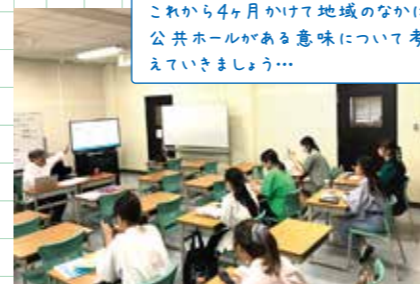 これから4ヶ月かけて地域のなかに
公共ホールがある意味について考
えていきましょう…